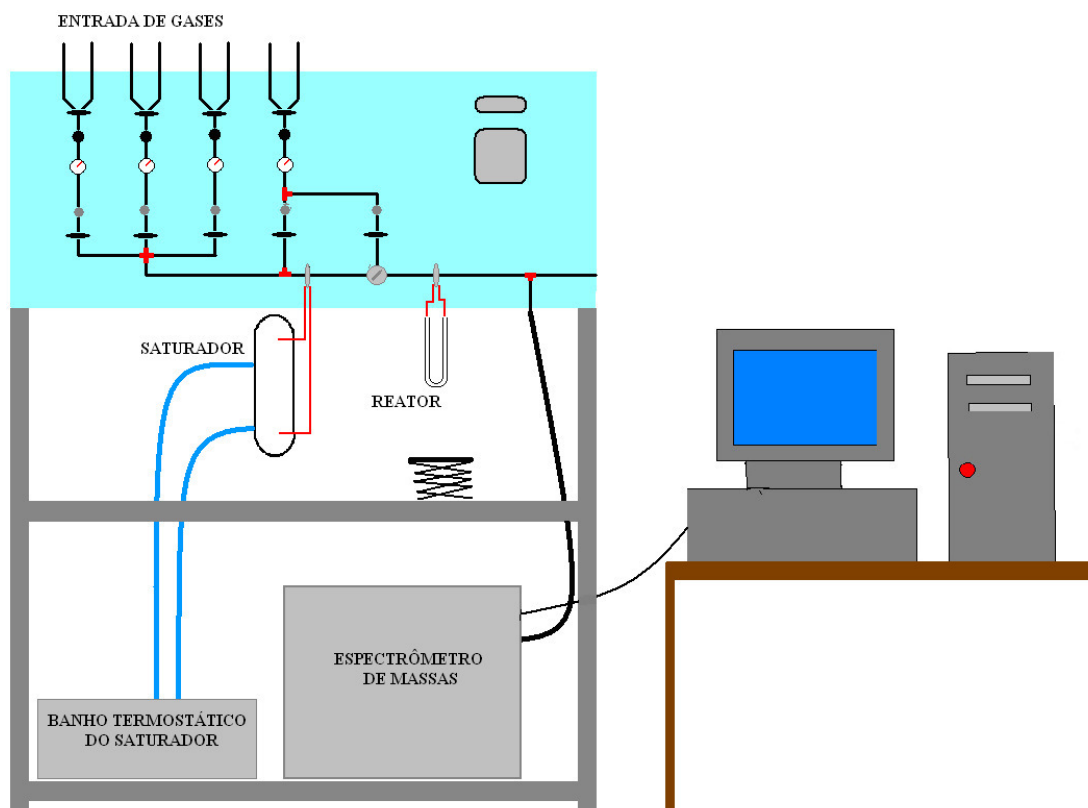 ENTRADA DE GASES
SATURADOR
REATOR
ESPECTRÔMETRO
DE MASSAS
BANHO TERMOSTÁTICO
DO SATURADOR